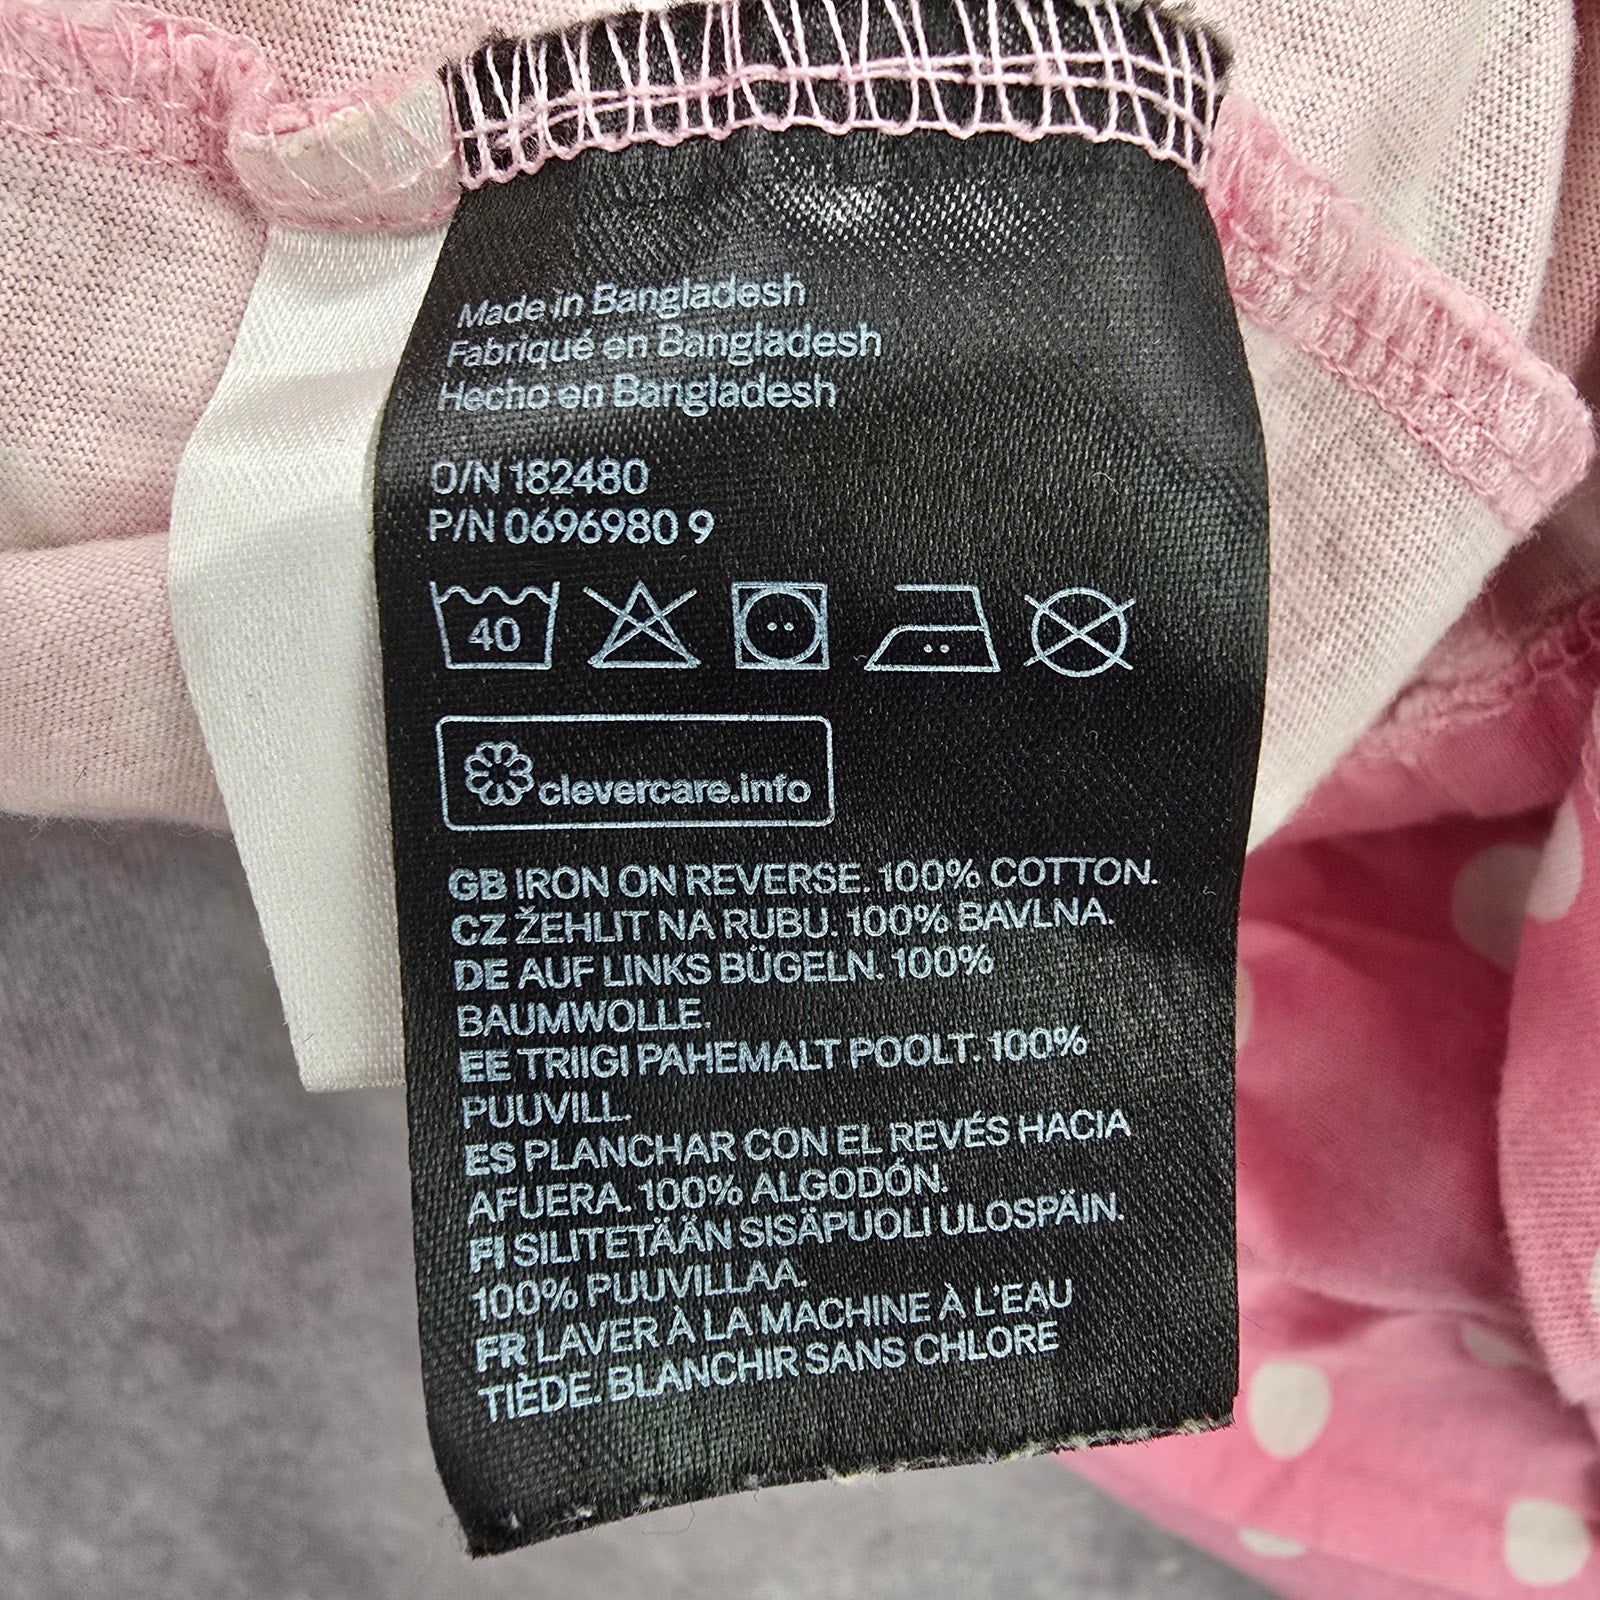 Made in Bangladesh
Fabriqué en Bangladesh
Hecho en Bangladesh
O/N 182480
P/N 0696980 9
40
clevercare.info
GB IRON ON REVERSE. 100% COTTON.
CZ ŽEHLIT NA RUBU. 100% BAVLNA.
DE AUF LINKS BÜGELN. 100%
BAUMWOLLE.
EE TRIIGI PAHEMALT POOLT. 100%
PUUVILL.
ES PLANCHAR CON EL REVÉS HACIA
AFUERA. 100% ALGODÓN.
FI SILITETÄÄN SISÄPUOLI ULOSPÄIN.
100% PUUVILLAA.
FR LAVER À LA MACHINE À L'EAU
TIÈDE. BLANCHIR SANS CHLORE